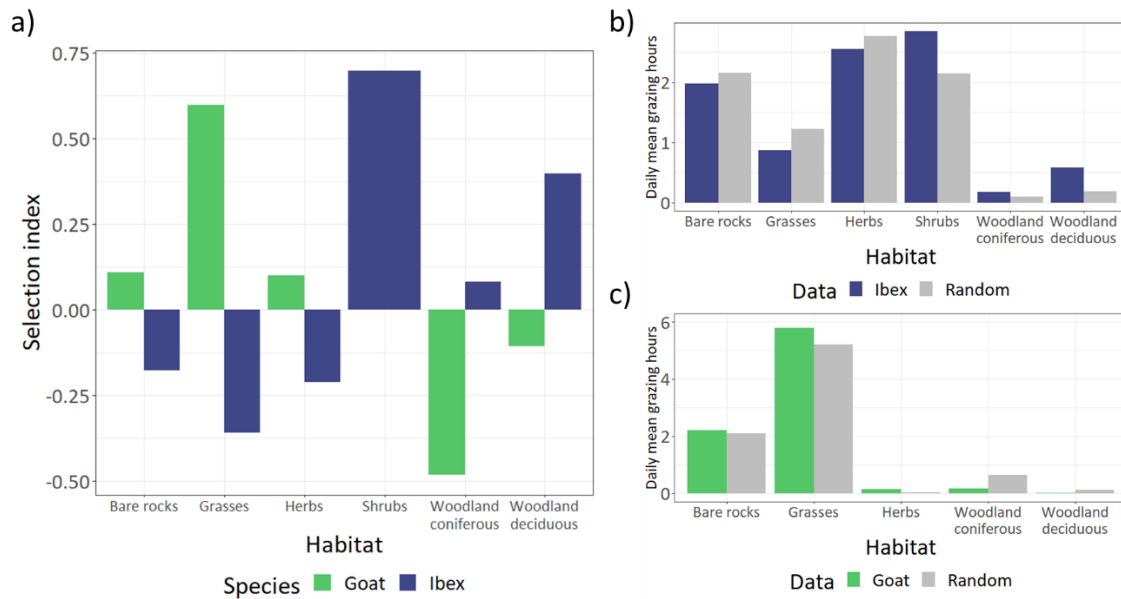 a)
0.75
0.50
0.25
0.00
-0.25
-0.50
Selection index
Bare rocks Grasses Herbs Shrubs Woodland coniferous Woodland deciduous
Habitat
Species Goat Ibex
b)
2
1
0
Daily mean grazing hours
Bare rocks Grasses Herbs Shrubs Woodland coniferous Woodland deciduous
Habitat
Data Ibex Random
c)
6
4
2
0
Daily mean grazing hours
Bare rocks Grasses Herbs Woodland coniferous Woodland deciduous
Habitat
Data Goat Random